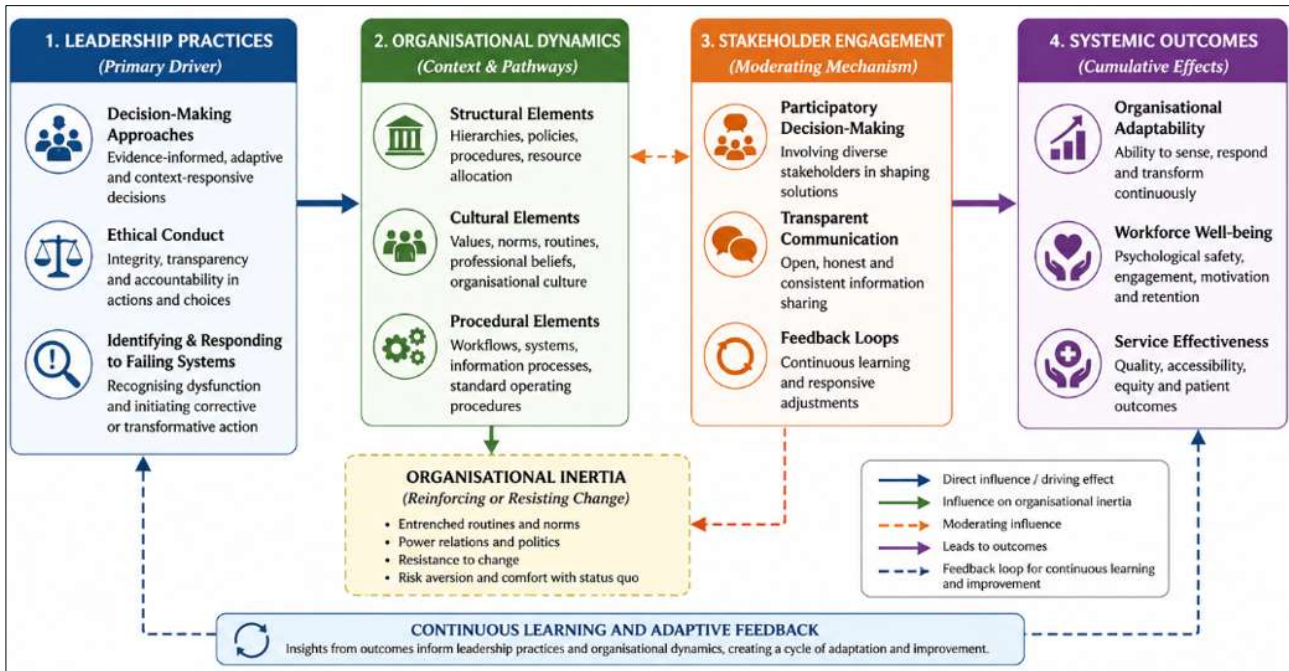 1. LEADERSHIP PRACTICES
(Primary Driver)
Decision-Making
Approaches
Evidence-informed, adaptive
and context-responsive
decisions
Ethical Conduct
Integrity, transparency
and accountability in
actions and choices
Identifying & Responding
to Failing Systems
Recognising dysfunction
and initiating corrective
or transformative action
2. ORGANISATIONAL DYNAMICS
(Context & Pathways)
Structural Elements
Hierarchies, policies,
procedures, resource
allocation
Cultural Elements
Values, norms, routines,
professional beliefs,
organisational culture
Procedural Elements
Workflows, systems,
information processes,
standard operating
procedures
3. STAKEHOLDER ENGAGEMENT
(Moderating Mechanism)
Participatory
Decision-Making
Involving diverse
stakeholders in shaping
solutions
Transparent
Communication
Open, honest and
consistent information
sharing
Feedback Loops
Continuous learning
and responsive
adjustments
4. SYSTEMIC OUTCOMES
(Cumulative Effects)
Organisational
Adaptability
Ability to sense, respond
and transform
continuously
Workforce Well-being
Psychological safety,
engagement, motivation
and retention
Service Effectiveness
Quality, accessibility,
equity and patient
outcomes
ORGANISATIONAL INERTIA
(Reinforcing or Resisting Change)
• Entrenched routines and norms
• Power relations and politics
• Resistance to change
• Risk aversion and comfort with status quo
Direct influence / driving effect
Influence on organisational inertia
Moderating influence
Leads to outcomes
Feedback loop for continuous learning
and improvement
CONTINUOUS LEARNING AND ADAPTIVE FEEDBACK
Insights from outcomes inform leadership practices and organisational dynamics, creating a cycle of adaptation and improvement.